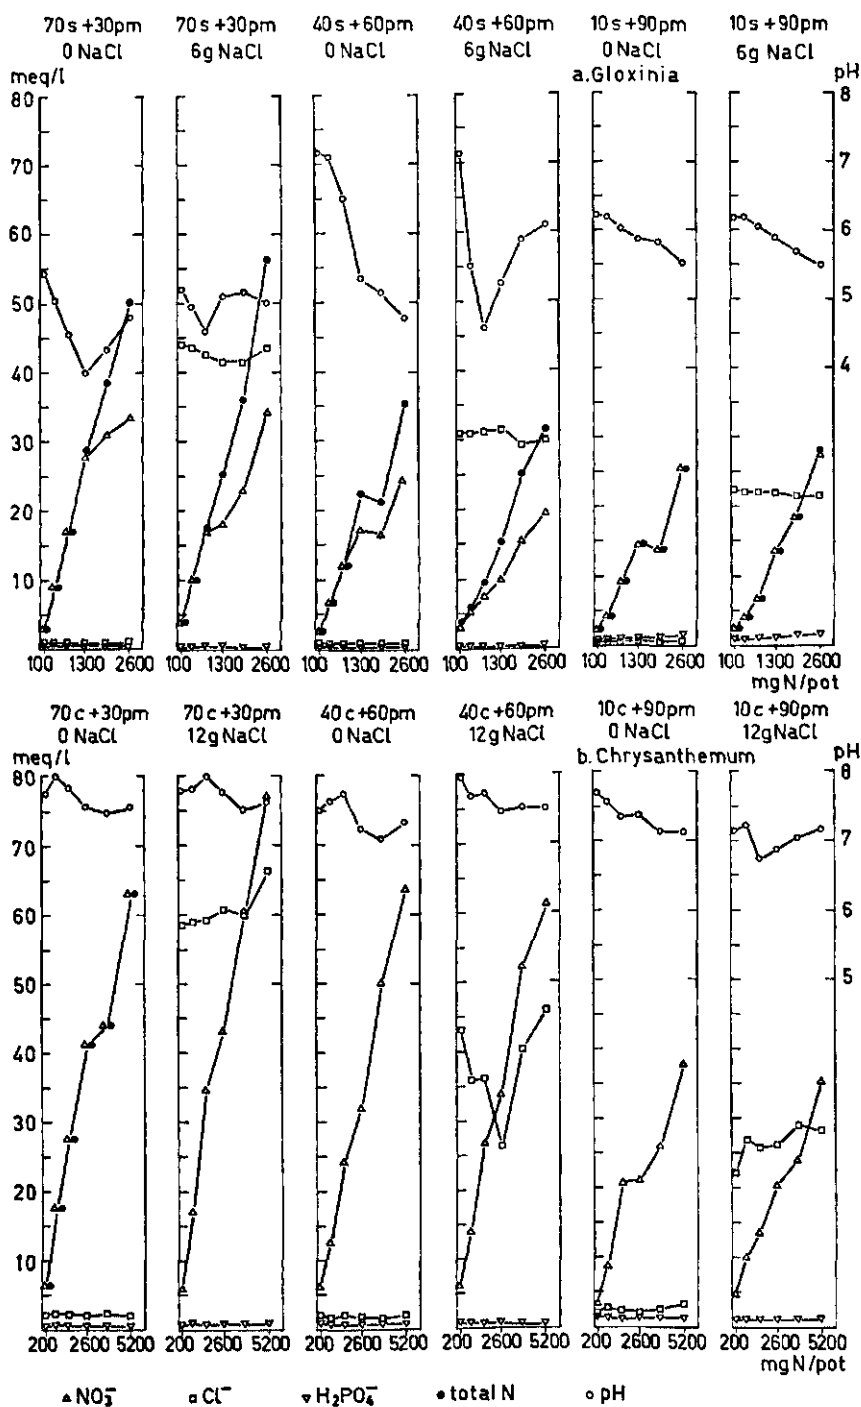 70s+30pm 70s+30pm 40s+60pm 40s+60pm 10s+90pm 10s+90pm
0 NaCl 6g NaCl 0 NaCl 6g NaCl 0 NaCl 6g NaCl
meq/l a.Gloxinia pH
80 8
70 7
60 6
50 5
40 4
30
20
10
100 1300 2600 100 1300 2600 100 1300 2600 100 1300 2600 100 1300 2600 100 1300 2600
mg N/pot
70c+30pm 70c+30pm 40c+60pm 40c+60pm 10c+90pm 10c+90pm
0 NaCl 12g NaCl 0 NaCl 12g NaCl 0 NaCl 12g NaCl
meq/l b. Chrysanthemum pH
80 8
70 7
60 6
50 5
40
30
20
10
200 2600 5200 200 2600 5200 200 2600 5200 200 2600 5200 200 2600 5200 200 2600 5200
mg N/pot
▵ NO₃⁻ ▫ Cl⁻ ▿ H₂PO₄⁻ • total N ◦ pH